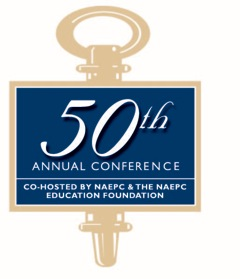 50th
ANNUAL CONFERENCE
CO-HOSTED BY NAEPC & THE NAEPC
EDUCATION FOUNDATION